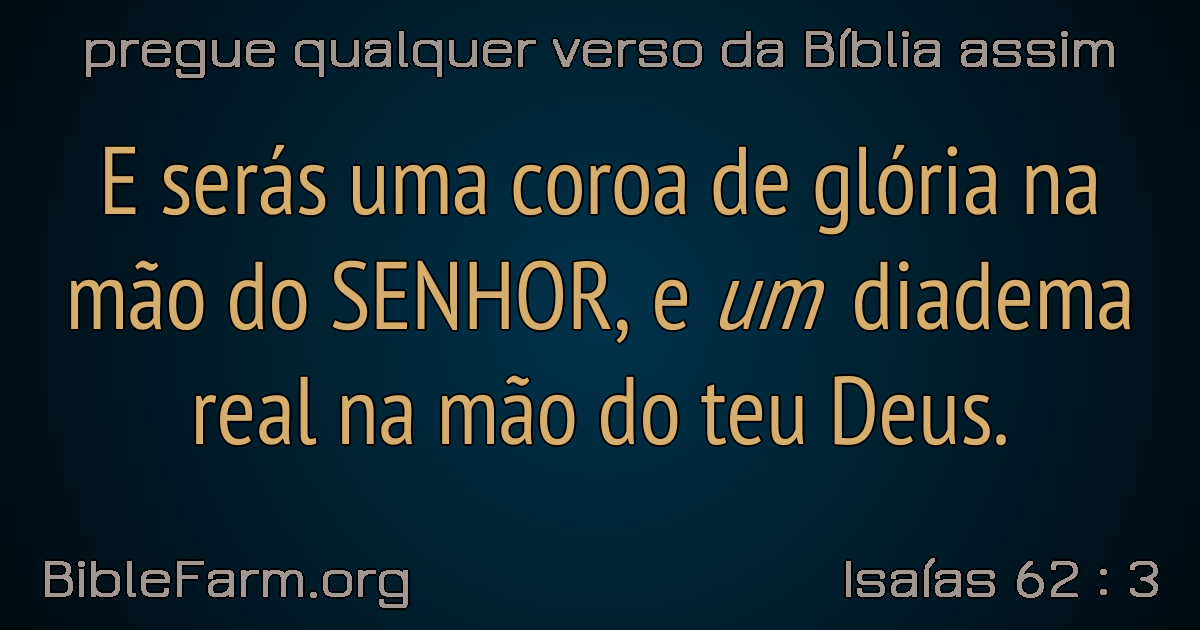 pregue qualquer verso da Bíblia assim
E serás uma coroa de glória na
mão do SENHOR, e um diadema
real na mão do teu Deus.
BibleFarm.org
Isaías 62 : 3